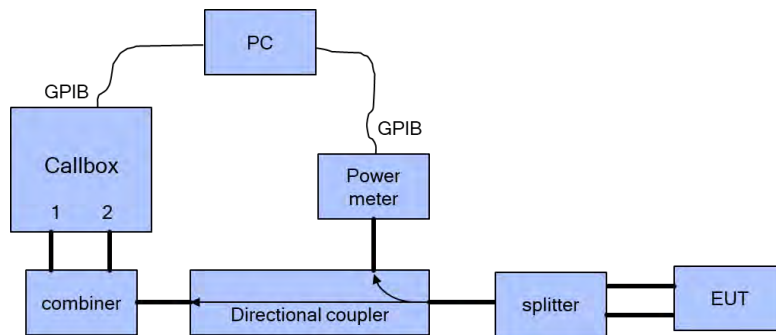 PC
GPIB
GPIB
Callbox
1 2
Power
meter
combiner
Directional coupler
splitter
EUT